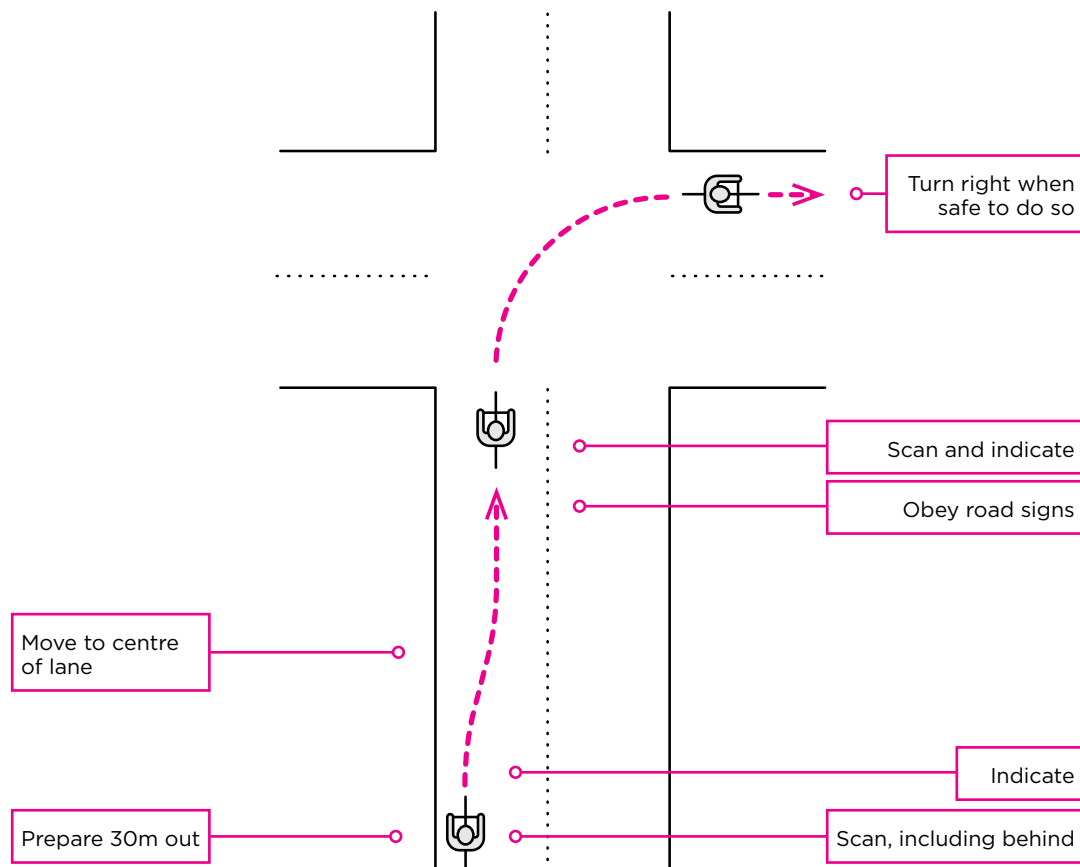 Turn right when
safe to do so
Scan and indicate
Obey road signs
Move to centre
of lane
Indicate
Prepare 30m out
Scan, including behind